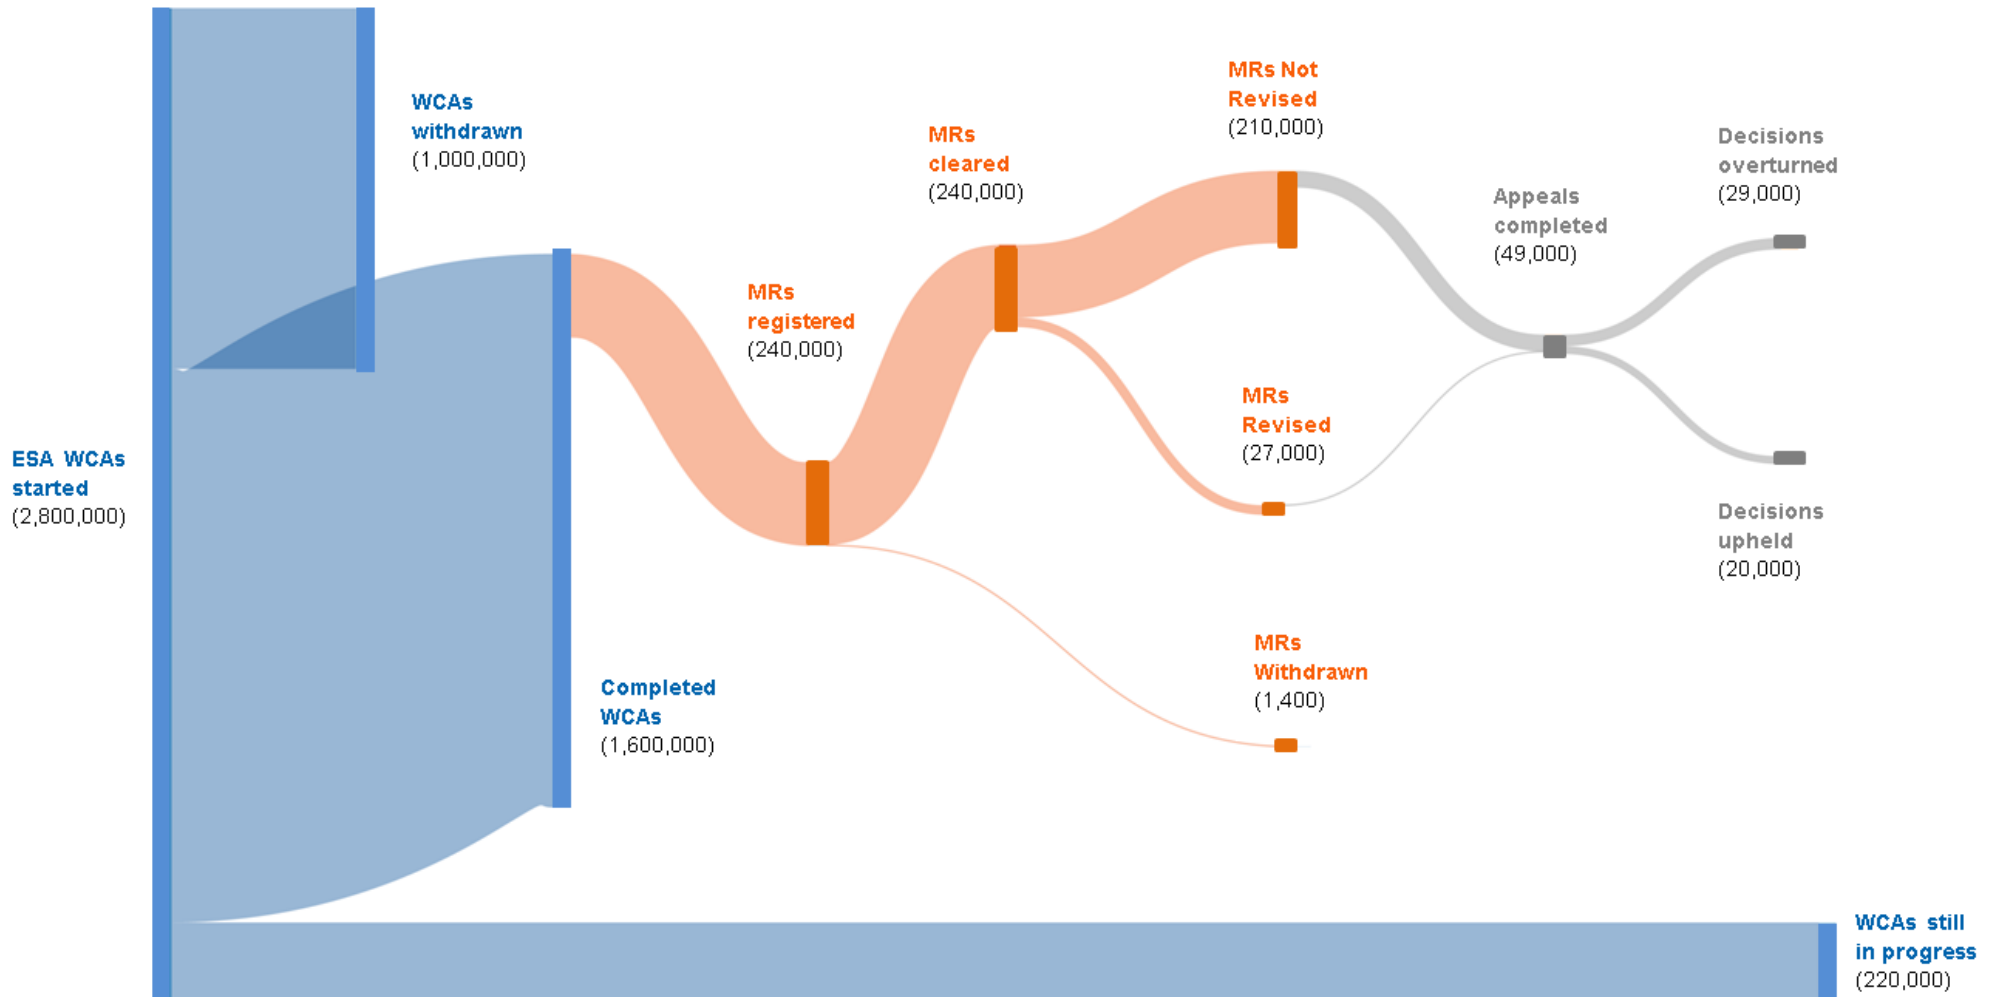 WCAs
withdrawn
(1,000,000)
MRs Not
Revised
(210,000)
MRs
cleared
(240,000)
Decisions
overturned
(29,000)
Appeals
completed
(49,000)
MRs
registered
(240,000)
MRs
Revised
(27,000)
ESA WCAs
started
(2,800,000)
Decisions
upheld
(20,000)
MRs
Withdrawn
(1,400)
Completed
WCAs
(1,600,000)
WCAs still
in progress
(220,000)